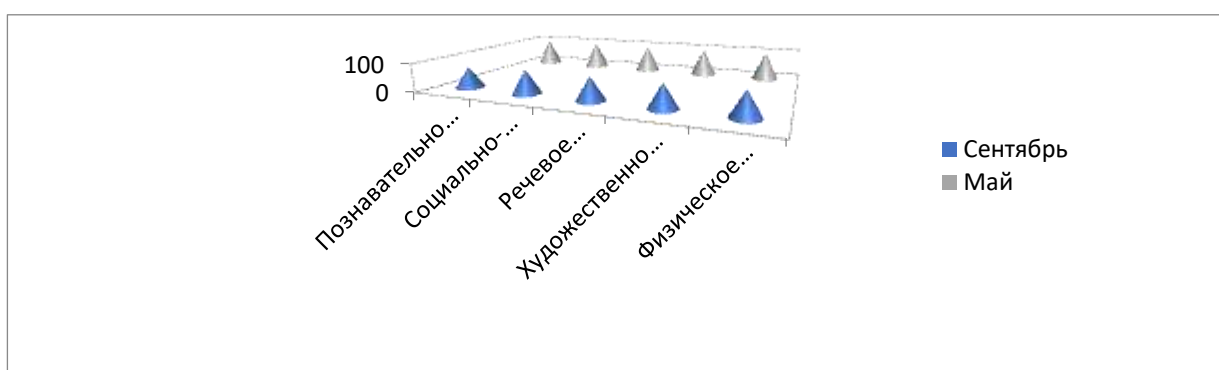 100
0
Познавательно...
Социально-...
Речевое...
Художественно...
Физическое...
Сентябрь
Май